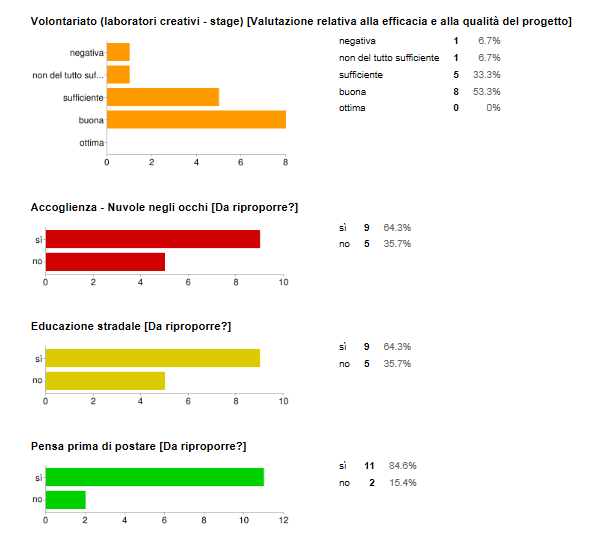 Volontariato (laboratori creativi - stage) [Valutazione relativa alla efficacia e alla qualità del progetto]
negativa
non del tutto suf...
sufficiente
buona
ottima
0 2 4 6 8
negativa 1 6.7%
non del tutto sufficiente 1 6.7%
sufficiente 5 33.3%
buona 8 53.3%
ottima 0 0%
Accoglienza - Nuvole negli occhi [Da riproporre?]
sì
no
0 2 4 6 8 10
sì 9 64.3%
no 5 35.7%
Educazione stradale [Da riproporre?]
sì
no
0 2 4 6 8 10
sì 9 64.3%
no 5 35.7%
Pensa prima di postare [Da riproporre?]
sì
no
0 2 4 6 8 10 12
sì 11 84.6%
no 2 15.4%